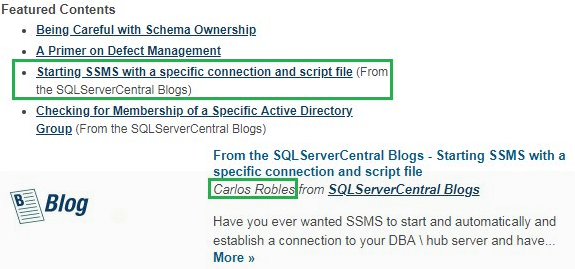 Featured Contents
Being Careful with Schema Ownership
A Primer on Defect Management
Starting SSMS with a specific connection and script file (From
the SQLServerCentral Blogs)
Checking for Membership of a Specific Active Directory
Group (From the SQLServerCentral Blogs)
From the SQLServerCentral Blogs - Starting SSMS with a
specific connection and script file
Carlos Robles from SQLServerCentral Blogs
Blog
Have you ever wanted SSMS to start and automatically and
establish a connection to your DBA \ hub server and have...
More »